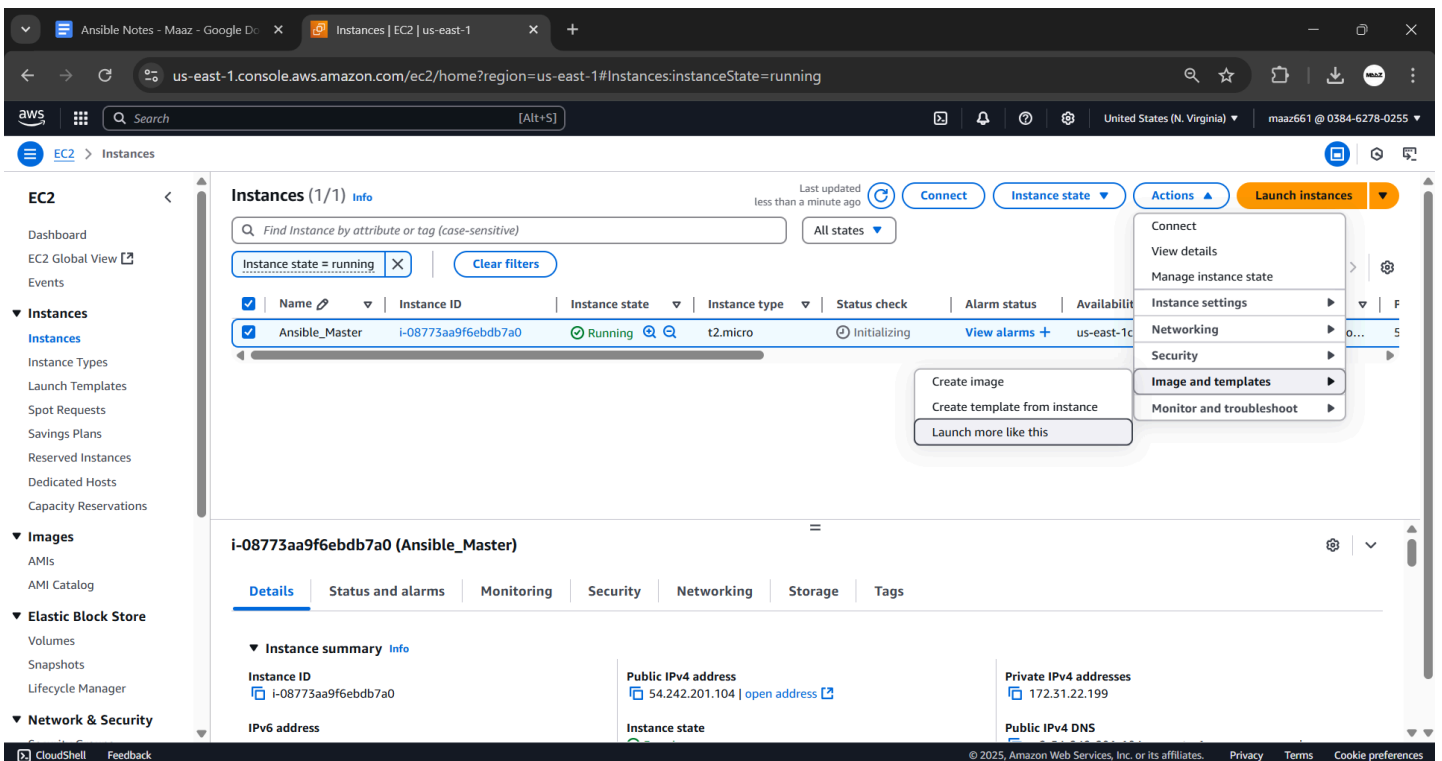 Ansible Notes - Maaz - Google Do
Instances | EC2 | us-east-1
us-east-1.console.aws.amazon.com/ec2/home?region=us-east-1#Instances:instanceState=running
MAAZ
aws
Search
[Alt+S]
United States (N. Virginia)
maaz661 @ 0384-6278-0255
EC2 > Instances
EC2
Dashboard
EC2 Global View
Events
Instances
Instances
Instance Types
Launch Templates
Spot Requests
Savings Plans
Reserved Instances
Dedicated Hosts
Capacity Reservations
Images
AMIs
AMI Catalog
Elastic Block Store
Volumes
Snapshots
Lifecycle Manager
Network & Security
Instances (1/1) Info
Last updated
less than a minute ago
Connect
Instance state
Actions
Launch instances
Find Instance by attribute or tag (case-sensitive)
All states
Instance state = running
Clear filters
Name Instance ID Instance state Instance type Status check Alarm status Availabilit
Ansible_Master i-08773aa9f6ebdb7a0 Running t2.micro Initializing View alarms + us-east-1c
Connect
View details
Manage instance state
Instance settings
Networking
Security
Image and templates
Monitor and troubleshoot
Create image
Create template from instance
Launch more like this
i-08773aa9f6ebdb7a0 (Ansible_Master)
Details Status and alarms Monitoring Security Networking Storage Tags
Instance summary Info
Instance ID
i-08773aa9f6ebdb7a0
Public IPv4 address
54.242.201.104 | open address
Private IPv4 addresses
172.31.22.199
IPv6 address
Instance state
Public IPv4 DNS
CloudShell Feedback
© 2025, Amazon Web Services, Inc. or its affiliates. Privacy Terms Cookie preferences